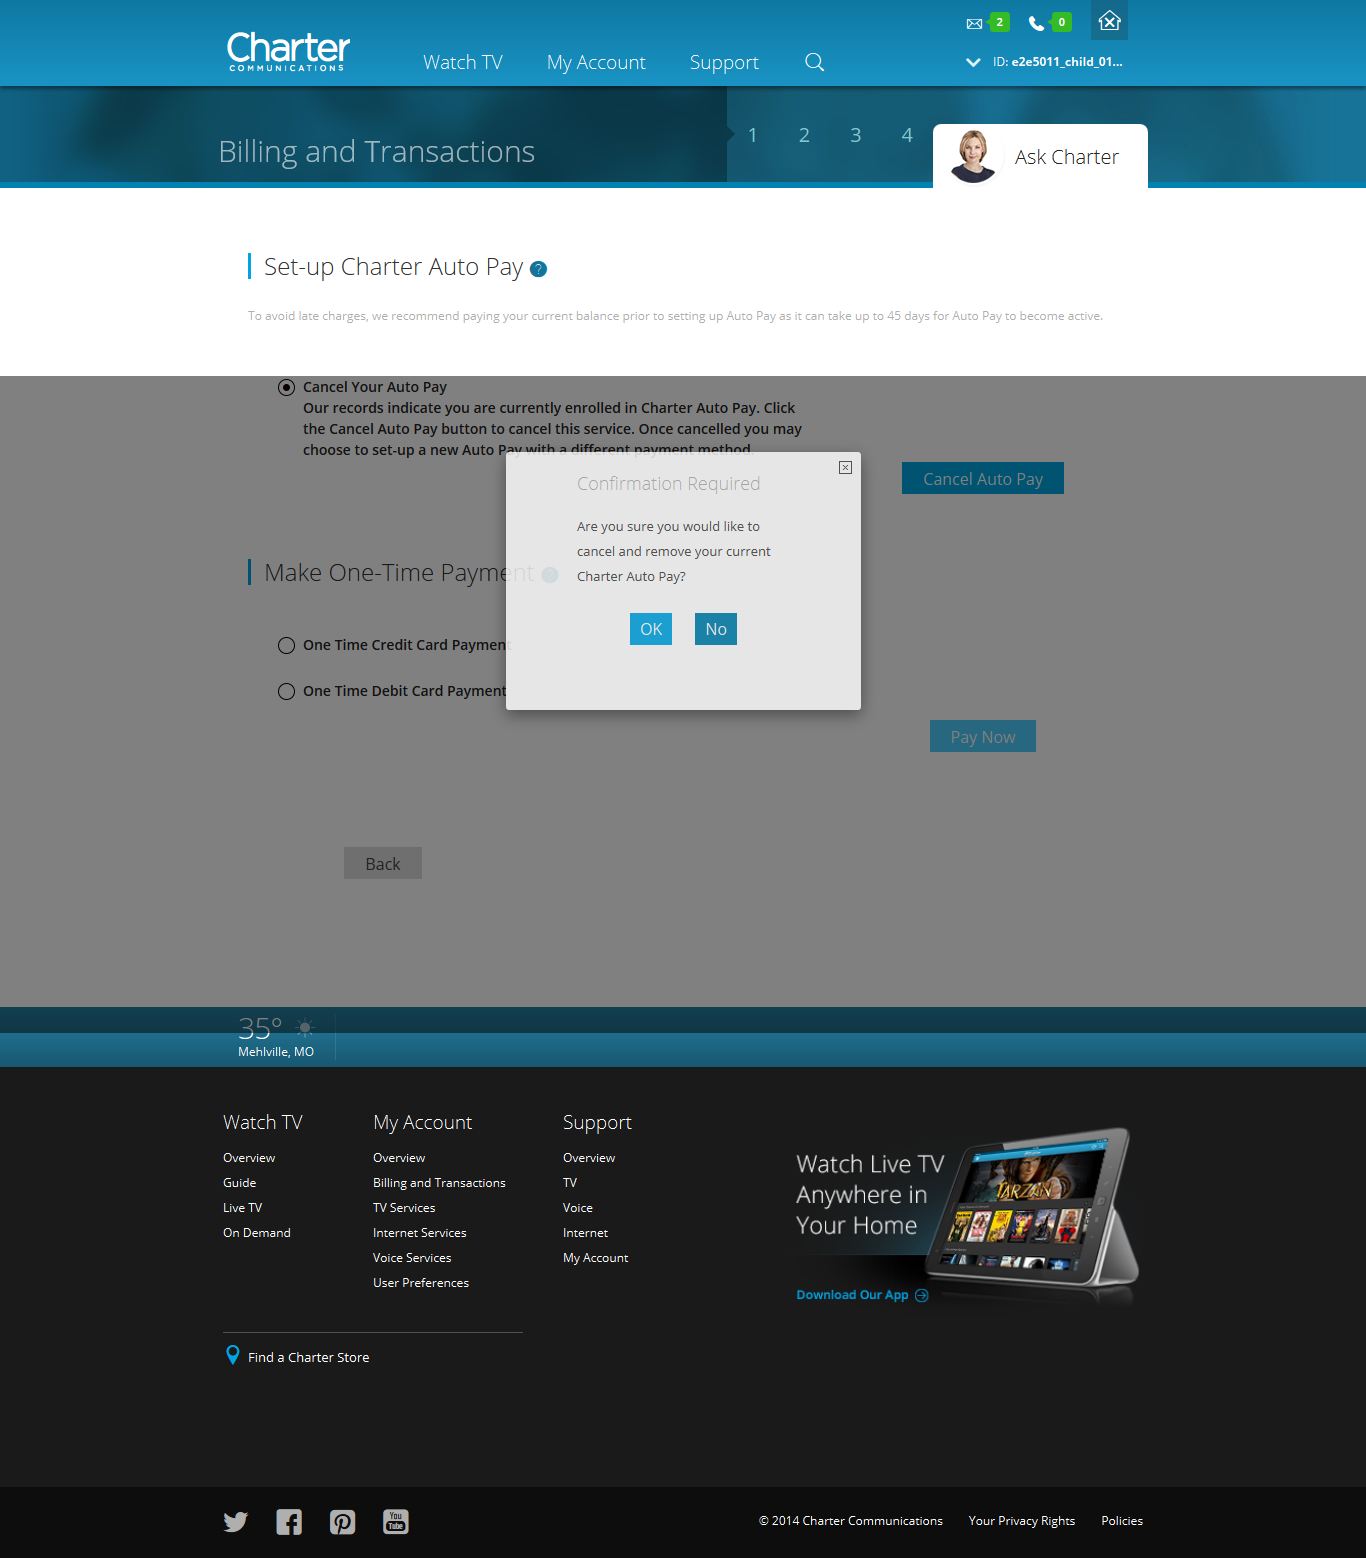 2
0
Charter
COMMUNICATIONS
Watch TV
My Account
Support
ID: e2e5011_child_01...
Billing and Transactions
1
2
3
4
Ask Charter
Set-up Charter Auto Pay ?
To avoid late charges, we recommend paying your current balance prior to setting up Auto Pay as it can take up to 45 days for Auto Pay to become active.
Cancel Your Auto Pay
Our records indicate you are currently enrolled in Charter Auto Pay. Click
the Cancel Auto Pay button to cancel this service. Once cancelled you may
choose to set-up a new Auto Pay with a different payment method.
Cancel Auto Pay
Confirmation Required
Are you sure you would like to
cancel and remove your current
Charter Auto Pay?
OK
No
Make One-Time Payment ?
One Time Credit Card Payment
One Time Debit Card Payment
Pay Now
Back
35°
Mehlville, MO
Watch TV
Overview
Guide
Live TV
On Demand
My Account
Overview
Billing and Transactions
TV Services
Internet Services
Voice Services
User Preferences
Support
Overview
TV
Voice
Internet
My Account
Watch Live TV
Anywhere in
Your Home
TARZAN
Download Our App
Find a Charter Store
You
Tube
© 2014 Charter Communications
Your Privacy Rights
Policies